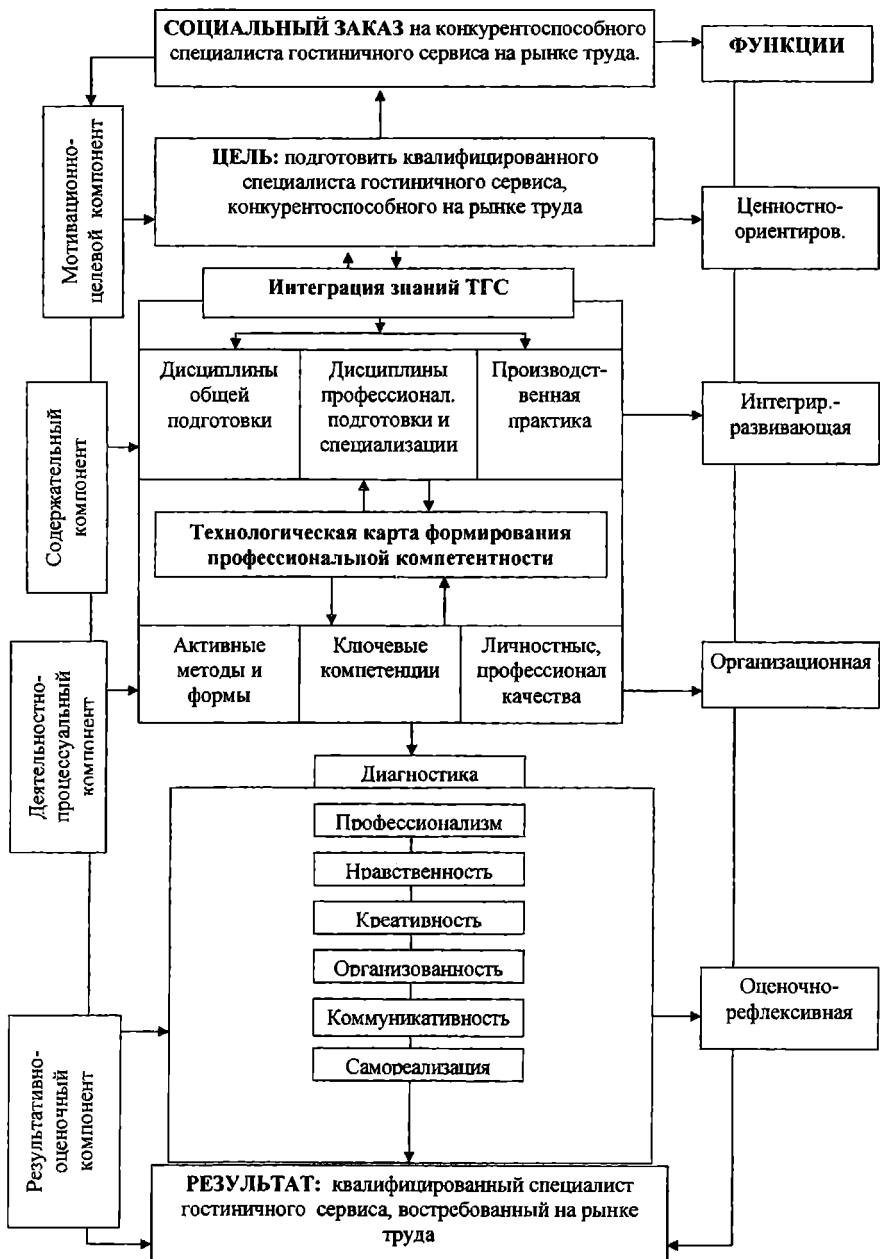 СОЦИАЛЬНЫЙ ЗАКАЗ на конкурентоспособного
специалиста гостиничного сервиса на рынке труда.
ФУНКЦИИ
Мотивационно-
целевой компонент
ЦЕЛЬ: подготовить квалифицированного
специалиста гостиничного сервиса,
конкурентоспособного на рынке труда
Ценностно-
ориентиров.
Интеграция знаний ТГС
Содержательный
компонент
Дисциплины
общей
подготовки
Дисциплины
профессионал.
подготовки и
специализации
Производст-
венная
практика
Интегрир.-
развивающая
Технологическая карта формирования
профессиональной компетентности
Деятельностно-
процессуальный
компонент
Активные
методы и
формы
Ключевые
компетенции
Личностные,
профессионал
качества
Организационная
Диагностика
Профессионализм
Нравственность
Креативность
Организованность
Коммуникативность
Самореализация
Результативно-
оценочный
компонент
Оценочно-
рефлексивная
РЕЗУЛЬТАТ: квалифицированный специалист
гостиничного сервиса, востребованный на рынке
труда